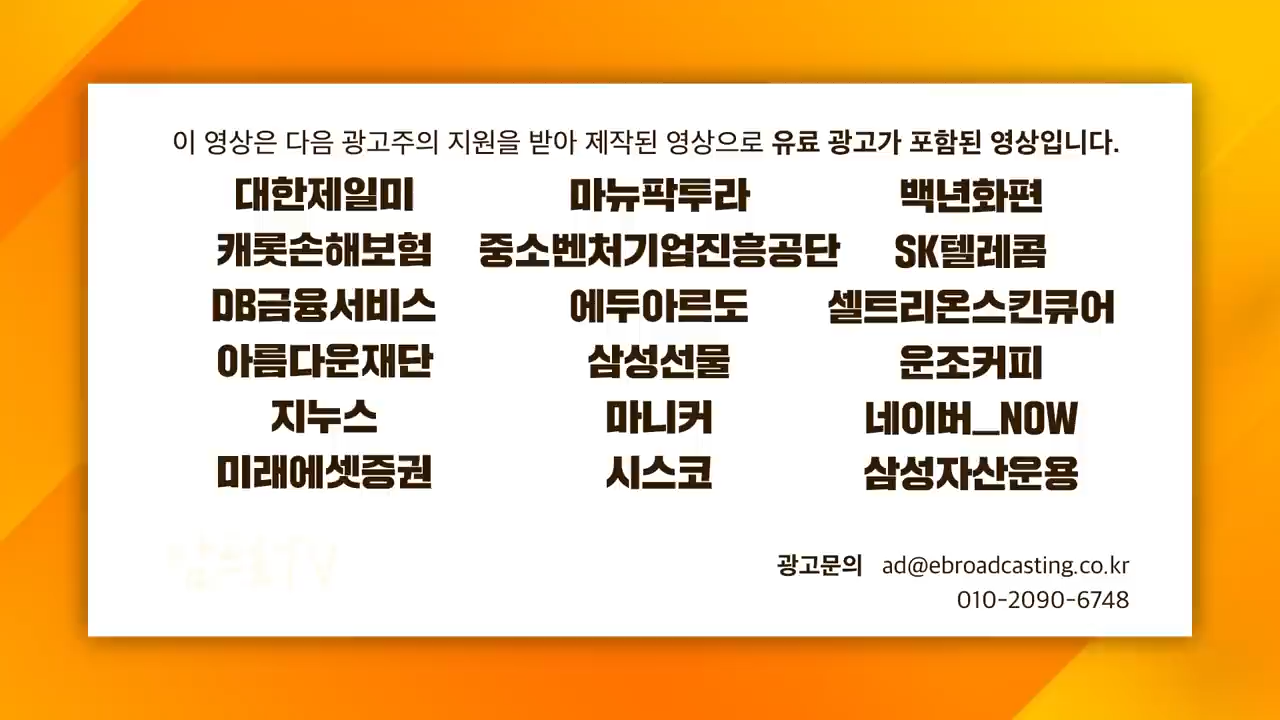 이 영상은 다음 광고주의 지원을 받아 제작된 영상으로 유료 광고가 포함된 영상입니다.
대한제일미 마뉴팍투라 백년화편
캐롯손해보험 중소벤처기업진흥공단 SK텔레콤
DB금융서비스 에두아르도 셀트리온스킨큐어
아름다운재단 삼성선물 운조커피
지누스 마니커 네이버_NOW
미래에셋증권 시스코 삼성자산운용
광고문의 ad@ebroadcasting.co.kr
010-2090-6748